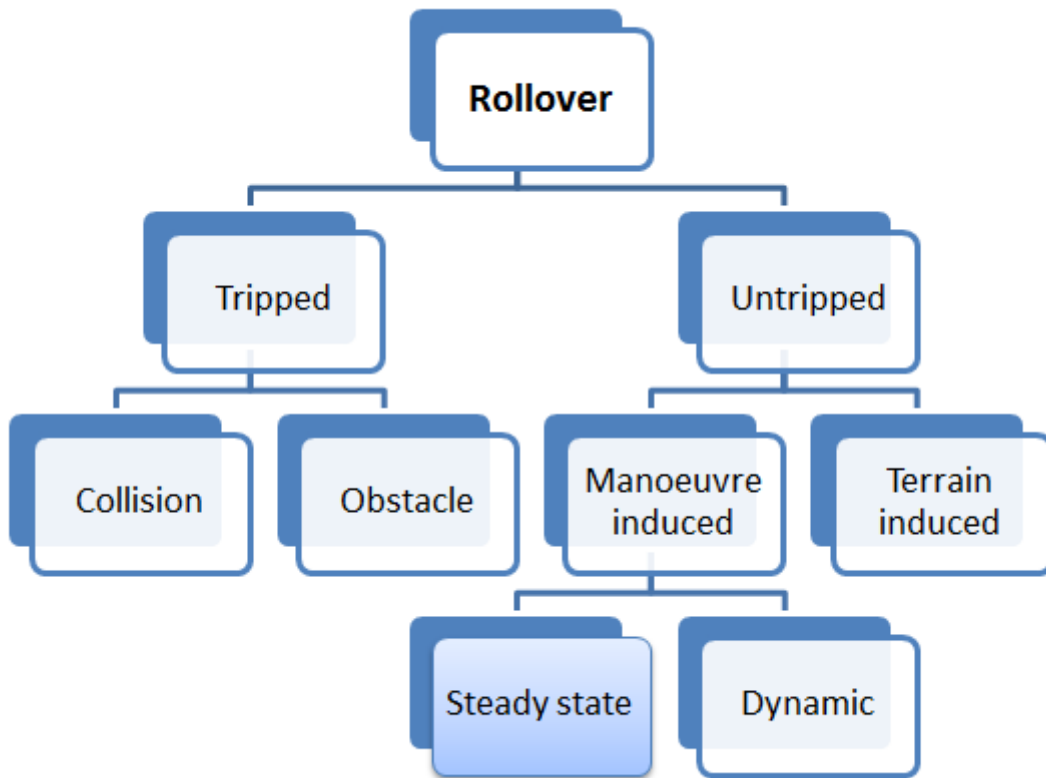 Rollover
Tripped
Untripped
Collision
Obstacle
Manoeuvre
induced
Terrain
induced
Steady state
Dynamic